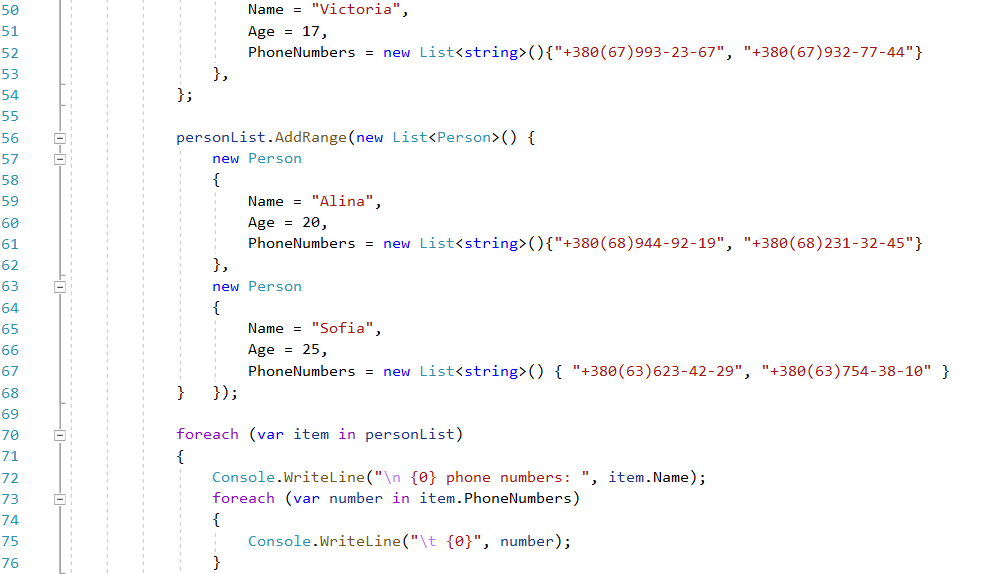 50 Name = "Victoria",
51 Age = 17,
52 PhoneNumbers = new List<string>(){"+380(67)993-23-67", "+380(67)932-77-44"}
53 },
54 };
55
56 personList.AddRange(new List<Person>() {
57 new Person
58 {
59 Name = "Alina",
60 Age = 20,
61 PhoneNumbers = new List<string>(){"+380(68)944-92-19", "+380(68)231-32-45"}
62 },
63 new Person
64 {
65 Name = "Sofia",
66 Age = 25,
67 PhoneNumbers = new List<string>() { "+380(63)623-42-29", "+380(63)754-38-10" }
68 } });
69
70 foreach (var item in personList)
71 {
72 Console.WriteLine("\n {0} phone numbers: ", item.Name);
73 foreach (var number in item.PhoneNumbers)
74 {
75 Console.WriteLine("\t {0}", number);
76 }